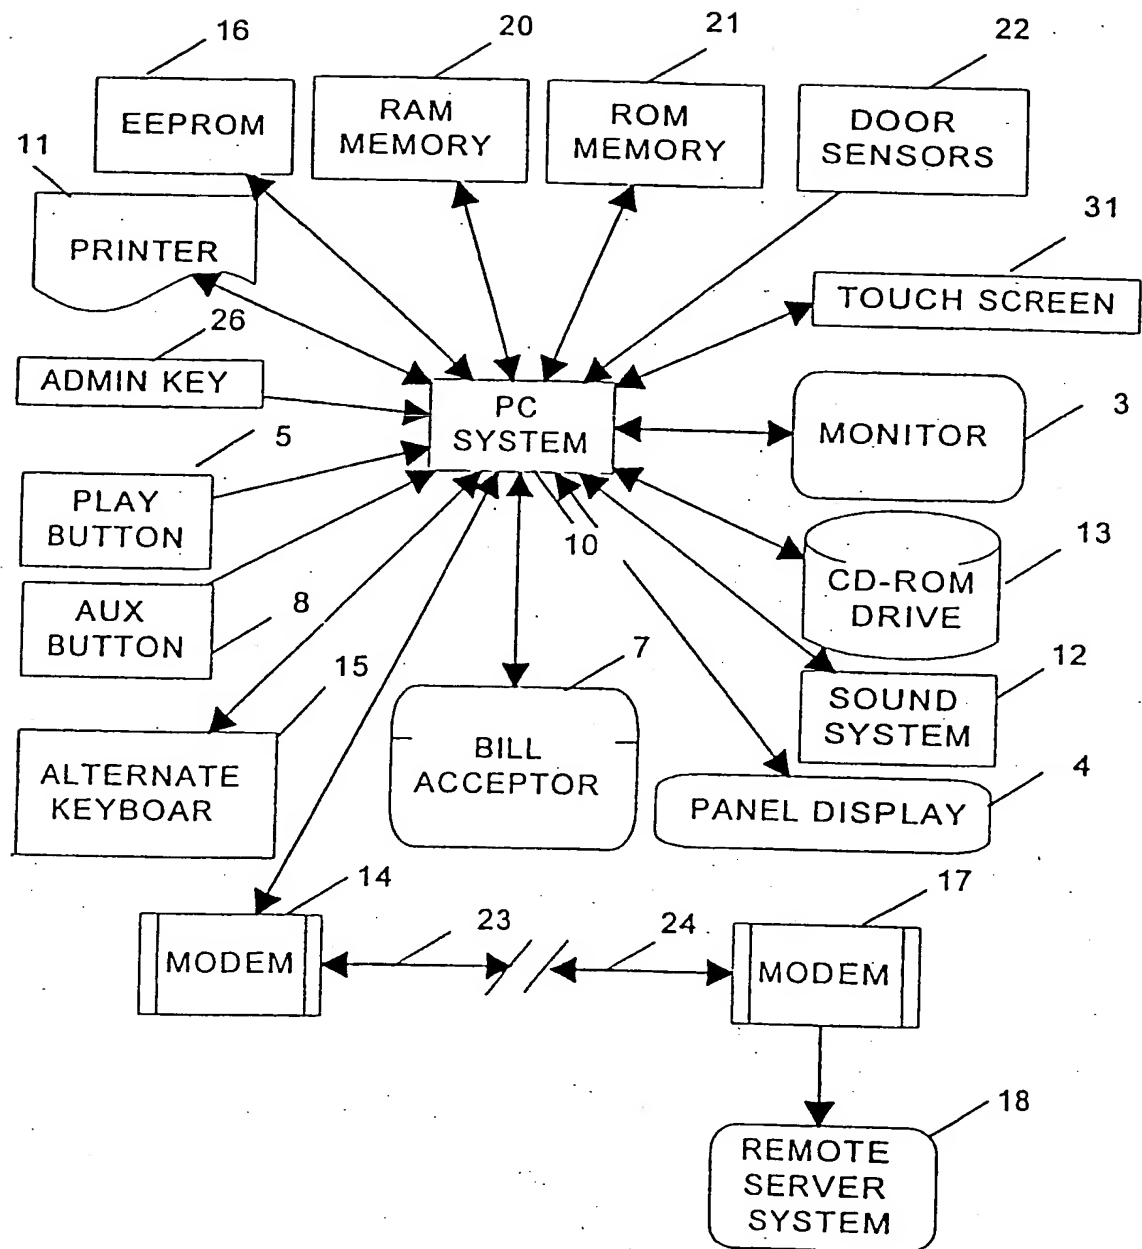 16
20
21
22
EEPROM
RAM
MEMORY
ROM
MEMORY
DOOR
SENSORS
11
PRINTER
31
TOUCH SCREEN
26
ADMIN KEY
PC
SYSTEM
3
MONITOR
5
PLAY
BUTTON
10
13
CD-ROM
DRIVE
AUX
BUTTON
8
7
12
SOUND
SYSTEM
15
ALTERNATE
KEYBOAR
BILL
ACCEPTOR
4
PANEL DISPLAY
14
MODEM
23
24
17
MODEM
18
REMOTE
SERVER
SYSTEM